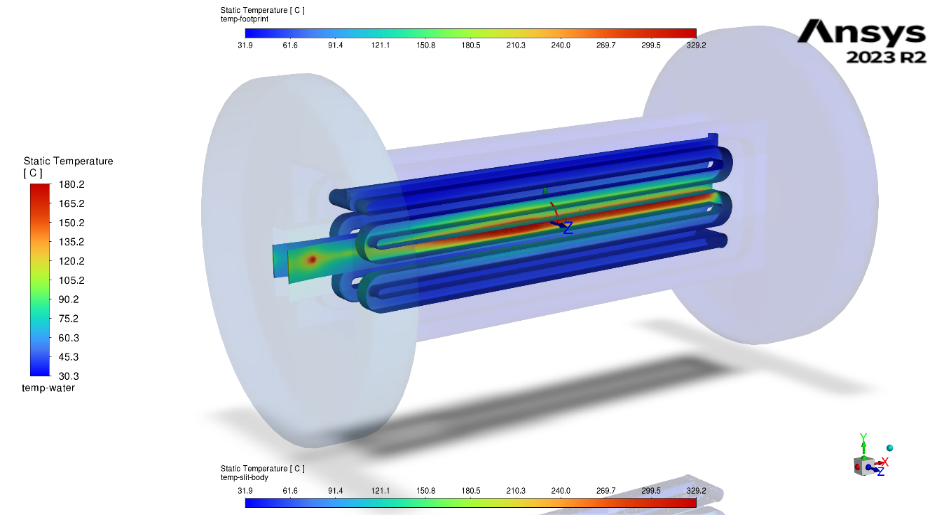 Static Temperature [ C ]
temp-footprint
31.9 61.6 91.4 121.1 150.8 180.5 210.3 240.0 269.7 299.5 329.2
Ansys
2023 R2
Static Temperature
[ C ]
180.2
165.2
150.2
135.2
120.2
105.2
90.2
75.2
60.3
45.3
30.3
temp-water
Z
Static Temperature [ C ]
temp-slit-body
31.9 61.6 91.4 121.1 150.8 180.5 210.3 240.0 269.7 299.5 329.2
Y
X
Z